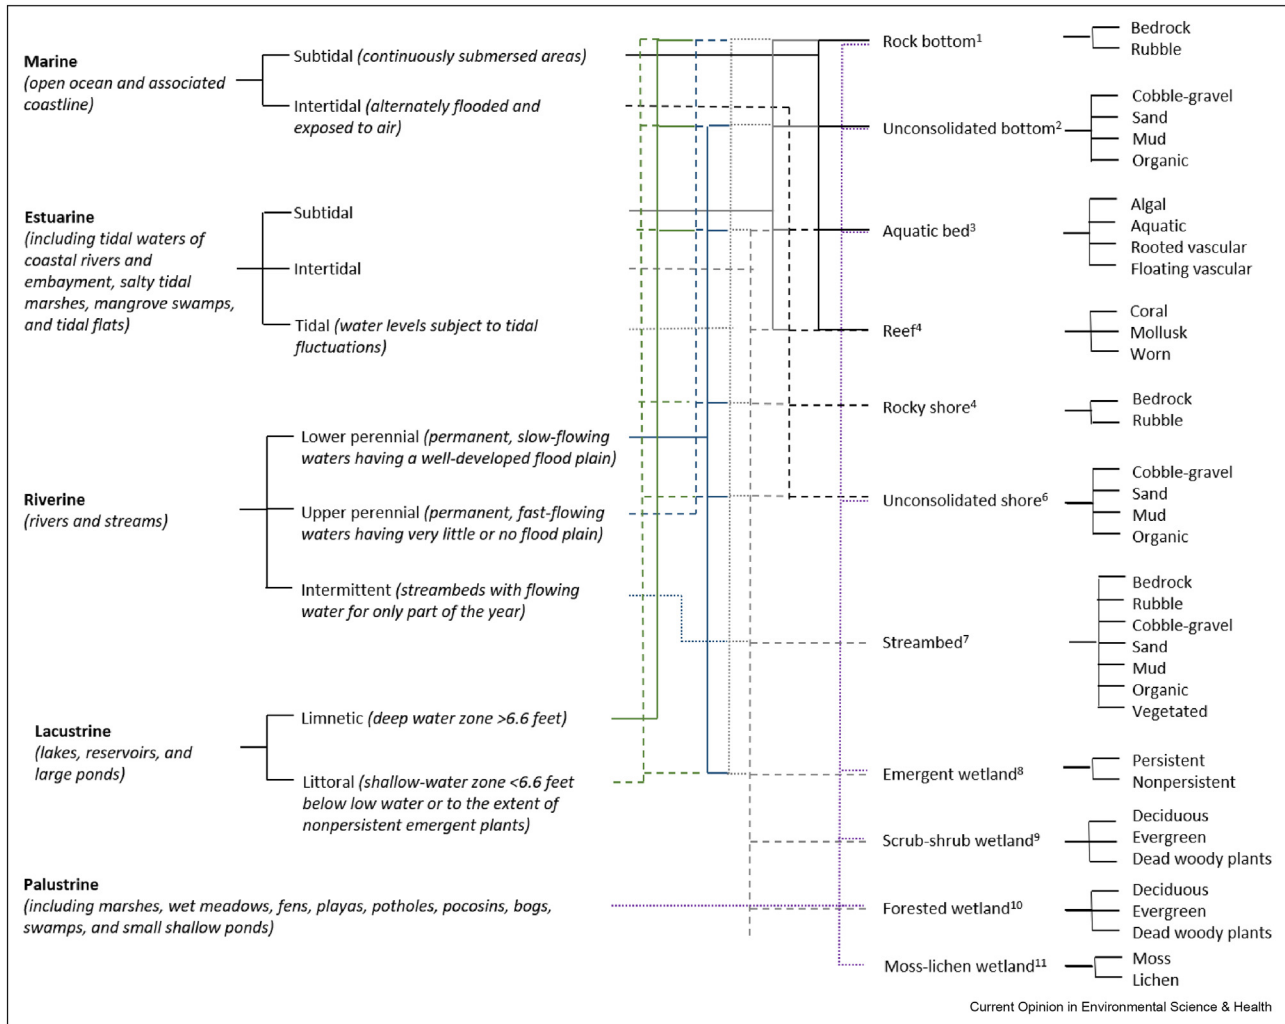 Marine
(open ocean and associated
coastline)
Subtidal (continuously submersed areas)
Intertidal (alternately flooded and
exposed to air)
Estuarine
(including tidal waters of
coastal rivers and
embayment, salty tidal
marshes, mangrove swamps,
and tidal flats)
Subtidal
Intertidal
Tidal (water levels subject to tidal
fluctuations)
Riverine
(rivers and streams)
Lower perennial (permanent, slow-flowing
waters having a well-developed flood plain)
Upper perennial (permanent, fast-flowing
waters having very little or no flood plain)
Intermittent (streambeds with flowing
water for only part of the year)
Lacustrine
(lakes, reservoirs, and
large ponds)
Limnetic (deep water zone >6.6 feet)
Littoral (shallow-water zone <6.6 feet
below low water or to the extent of
nonpersistent emergent plants)
Palustrine
(including marshes, wet meadows, fens, playas, potholes, pocosins, bogs,
swamps, and small shallow ponds)
Rock bottom¹
Bedrock
Rubble
Unconsolidated bottom²
Cobble-gravel
Sand
Mud
Organic
Aquatic bed³
Algal
Aquatic
Rooted vascular
Floating vascular
Reef⁴
Coral
Mollusk
Worn
Rocky shore⁴
Bedrock
Rubble
Unconsolidated shore⁶
Cobble-gravel
Sand
Mud
Organic
Streambed⁷
Bedrock
Rubble
Cobble-gravel
Sand
Mud
Organic
Vegetated
Emergent wetland⁸
Persistent
Nonpersistent
Scrub-shrub wetland⁹
Deciduous
Evergreen
Dead woody plants
Forested wetland¹⁰
Deciduous
Evergreen
Dead woody plants
Moss-lichen wetland¹¹
Moss
Lichen
Current Opinion in Environmental Science & Health